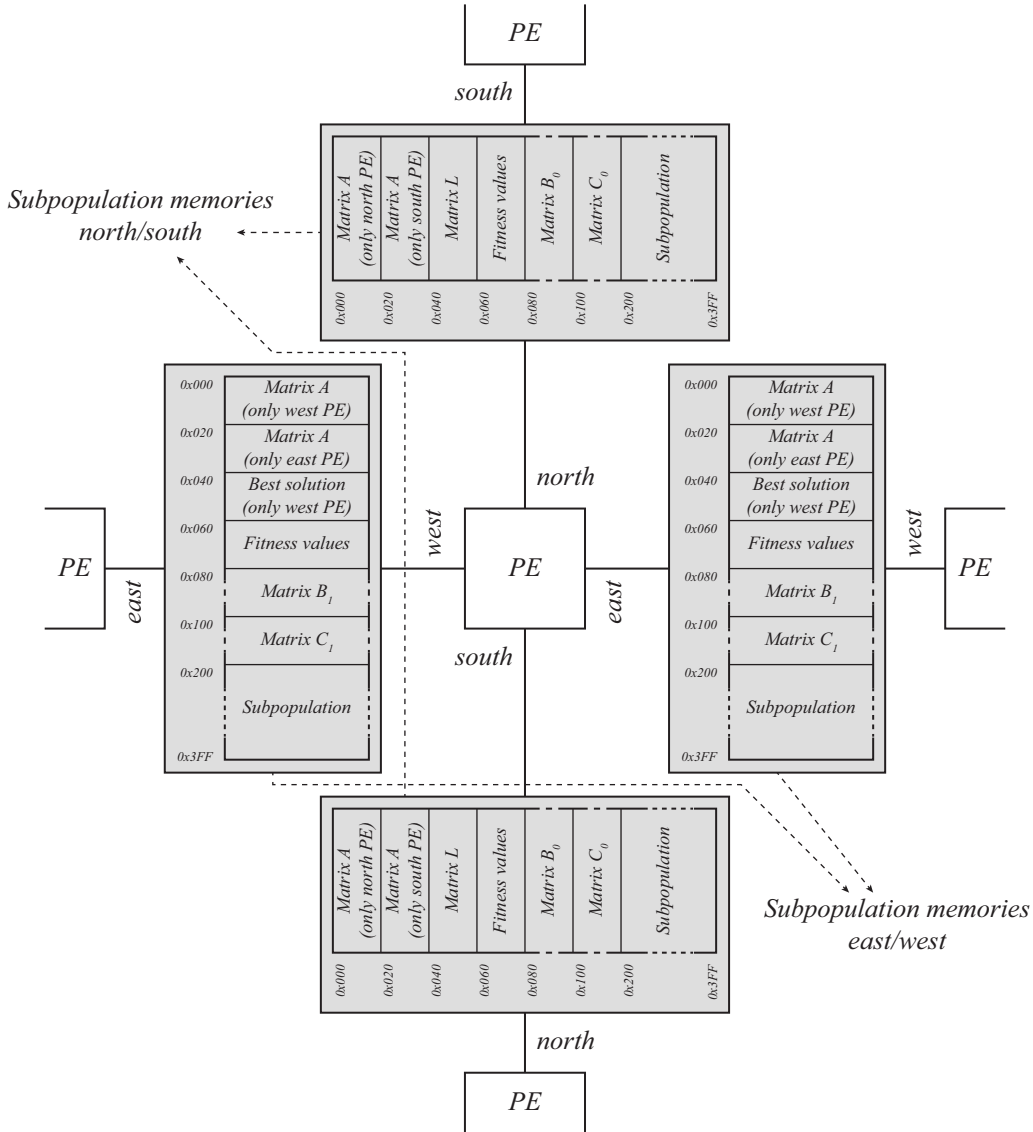 PE
south
Matrix A
(only north PE)
Matrix A
(only south PE)
Matrix L
Fitness values
Matrix B0
Matrix C0
Subpopulation
0x000
0x020
0x040
0x060
0x080
0x100
0x200
0x3FF
Subpopulation memories
north/south
0x000
Matrix A
(only west PE)
0x020
Matrix A
(only east PE)
0x040
Best solution
(only west PE)
0x060
Fitness values
0x080
Matrix B1
0x100
Matrix C1
0x200
Subpopulation
0x3FF
north
PE
east
west
PE
east
south
0x000
Matrix A
(only west PE)
0x020
Matrix A
(only east PE)
0x040
Best solution
(only west PE)
0x060
Fitness values
0x080
Matrix B1
0x100
Matrix C1
0x200
Subpopulation
0x3FF
west
PE
Matrix A
(only north PE)
Matrix A
(only south PE)
Matrix L
Fitness values
Matrix B0
Matrix C0
Subpopulation
0x000
0x020
0x040
0x060
0x080
0x100
0x200
0x3FF
Subpopulation memories
east/west
north
PE